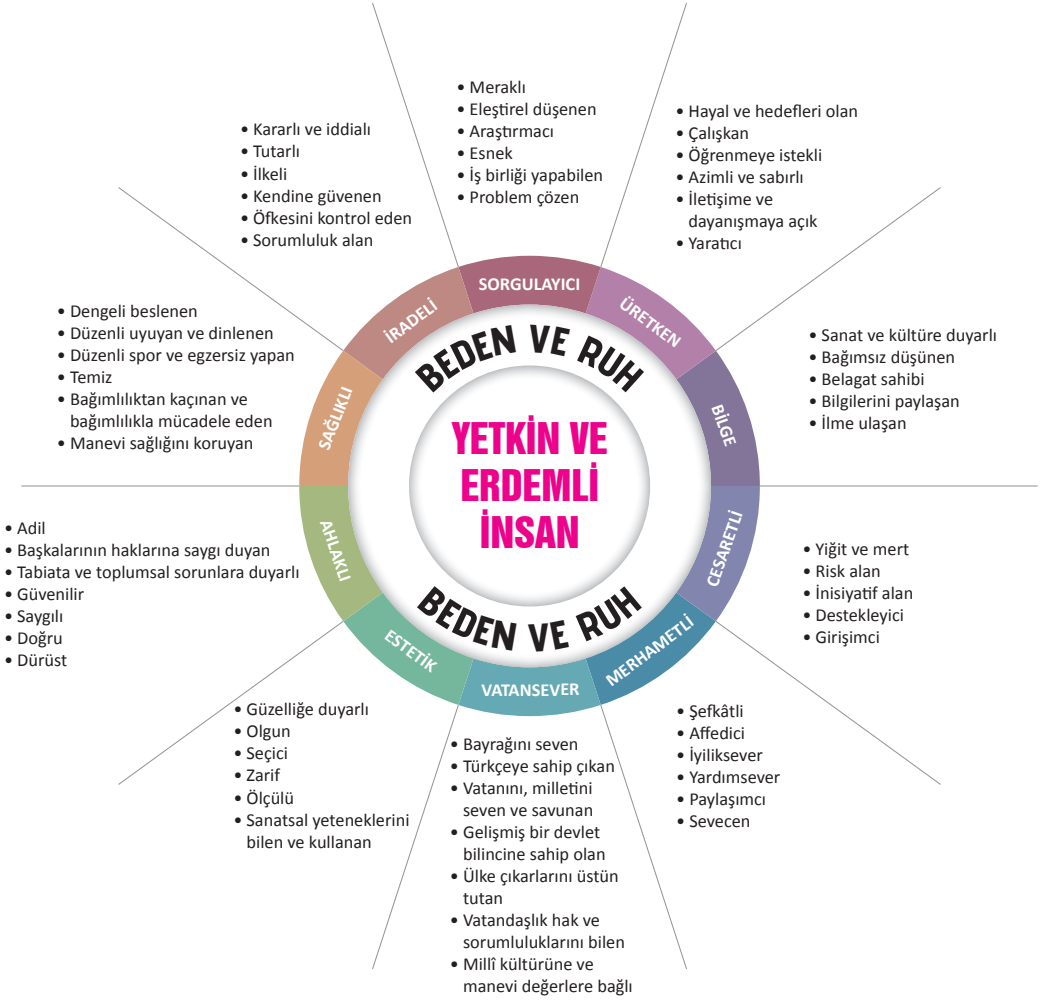 YETKİN VE
ERDEMLİ
İNSAN
BEDEN VE RUH
BEDEN VE RUH
SORGULAYICI
• Meraklı
• Eleştirel düşenen
• Araştırmacı
• Esnek
• İş birliği yapabilen
• Problem çözen
ÜRETKEN
• Hayal ve hedefleri olan
• Çalışkan
• Öğrenmeye istekli
• Azimli ve sabırlı
• İletişime ve
dayanışmaya açık
• Yaratıcı
BİLGE
• Sanat ve kültüre duyarlı
• Bağımsız düşünen
• Belagat sahibi
• Bilgilerini paylaşan
• İlme ulaşan
CESARETLİ
• Yiğit ve mert
• Risk alan
• İnisiyatif alan
• Destekleyici
• Girişimci
MERHAMETLİ
• Şefkâtli
• Affedici
• İyiliksever
• Yardımsever
• Paylaşımcı
• Sevecen
VATANSEVER
• Bayrağını seven
• Türkçeye sahip çıkan
• Vatanını, milletini
seven ve savunan
• Gelişmiş bir devlet
bilincine sahip olan
• Ülke çıkarlarını üstün
tutan
• Vatandaşlık hak ve
sorumluluklarını bilen
• Millî kültürüne ve
manevi değerlere bağlı
ESTETİK
• Güzelliğe duyarlı
• Olgun
• Seçici
• Zarif
• Ölçülü
• Sanatsal yeteneklerini
bilen ve kullanan
AHLAKLI
• Adil
• Başkalarının haklarına saygı duyan
• Tabiata ve toplumsal sorunlara duyarlı
• Güvenilir
• Saygılı
• Doğru
• Dürüst
SAĞLIKLI
• Dengeli beslenen
• Düzenli uyuyan ve dinlenen
• Düzenli spor ve egzersiz yapan
• Temiz
• Bağımlılıktan kaçınan ve
bağımlılıkla mücadele eden
• Manevi sağlığını koruyan
İRADELİ
• Kararlı ve iddialı
• Tutarlı
• İlkeli
• Kendine güvenen
• Öfkesini kontrol eden
• Sorumluluk alan